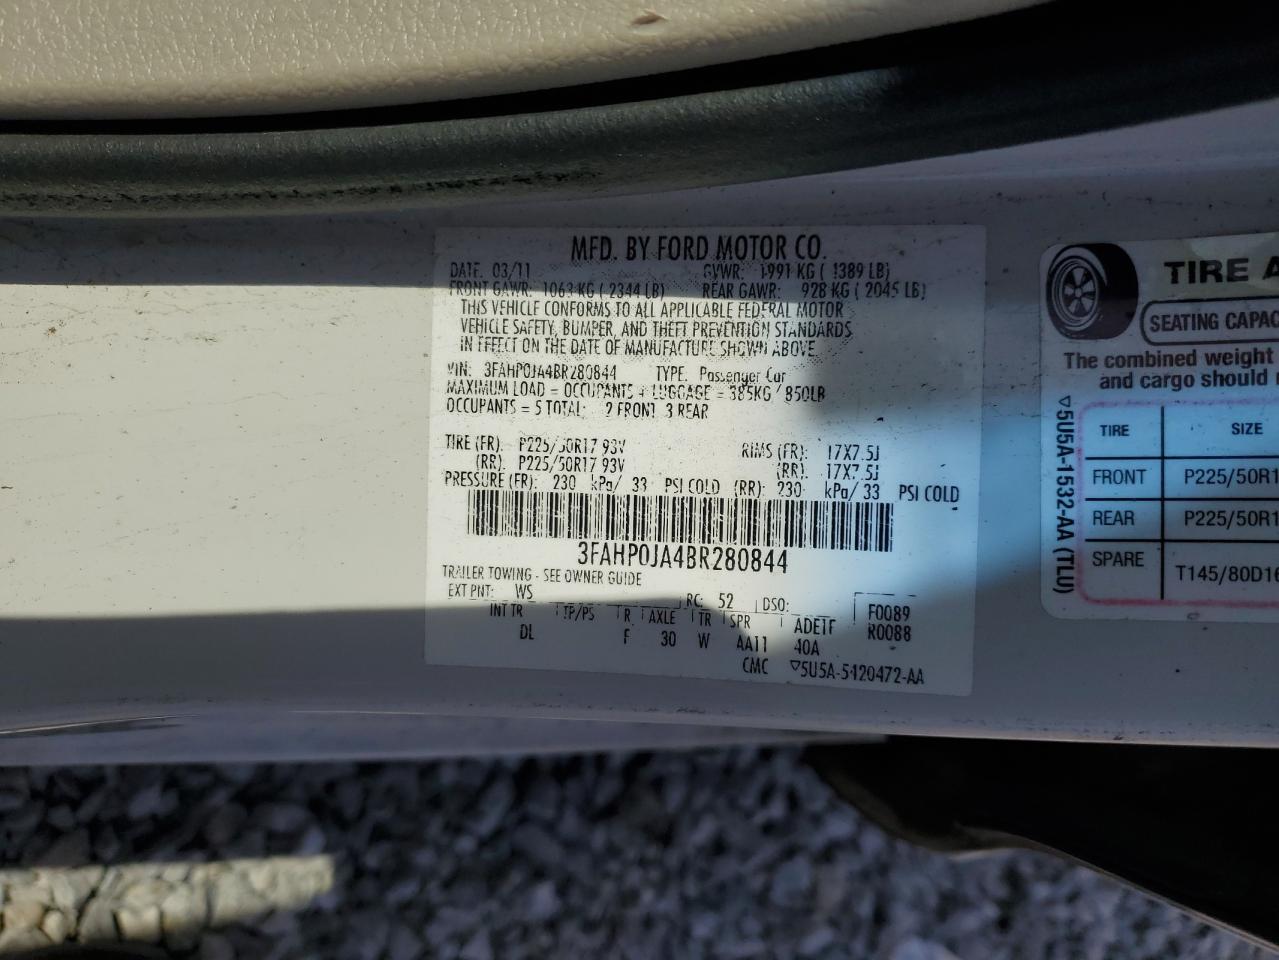 MFD. BY FORD MOTOR CO.
DATE: 03/11 GVWR: 1991 KG ( 4389 LB)
FRONT GAWR: 1063 KG ( 2344 LB) REAR GAWR: 928 KG ( 2045 LB)
THIS VEHICLE CONFORMS TO ALL APPLICABLE FEDERAL MOTOR
VEHICLE SAFETY, BUMPER, AND THEFT PREVENTION STANDARDS
IN EFFECT ON THE DATE OF MANUFACTURE SHOWN ABOVE
VIN: 3FAHP0JA4BR280844 TYPE: Passenger Car
MAXIMUM LOAD = OCCUPANTS + LUGGAGE = 385KG / 850LB
OCCUPANTS = 5 TOTAL: 2 FRONT 3 REAR
TIRE (FR): P225/50R17 93V RIMS (FR): 17X7.5J
(RR): P225/50R17 93V (RR): 17X7.5J
PRESSURE (FR): 230 kPa/ 33 PSI COLD (RR): 230 kPa/ 33 PSI COLD
3FAHP0JA4BR280844
TRAILER TOWING - SEE OWNER GUIDE
EXT PNT: WS RC: 52 DSO: F0089
INT TR TP/PS R AXLE TR SPR ADETF R0088
DL F 30 W AA11 40A
CMC ▽5U5A-5420472-AA
TIRE A
SEATING CAPAC
The combined weight
and cargo should
▽5U5A-1532-AA (TLU)
TIRE SIZE
FRONT P225/50R1
REAR P225/50R1
SPARE T145/80D16